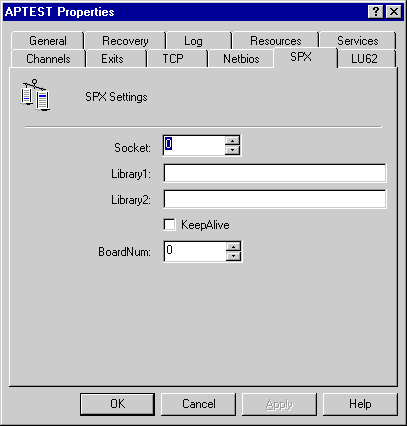 APTEST Properties
General Recovery Log Resources Services
Channels Exits TCP Netbios SPX LU62
SPX Settings
Socket: 0
Library1:
Library2:
KeepAlive
BoardNum: 0
OK Cancel Apply Help